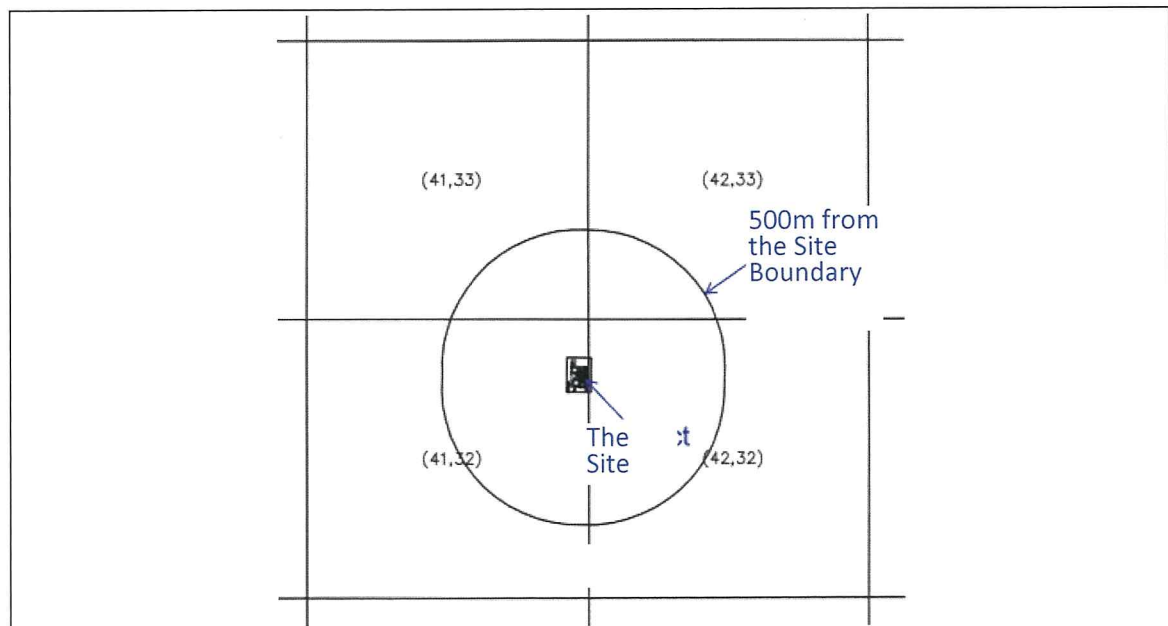 (41,33)
(42,33)
500m from
the Site
Boundary
The
Site
(41,32)
(42,32)